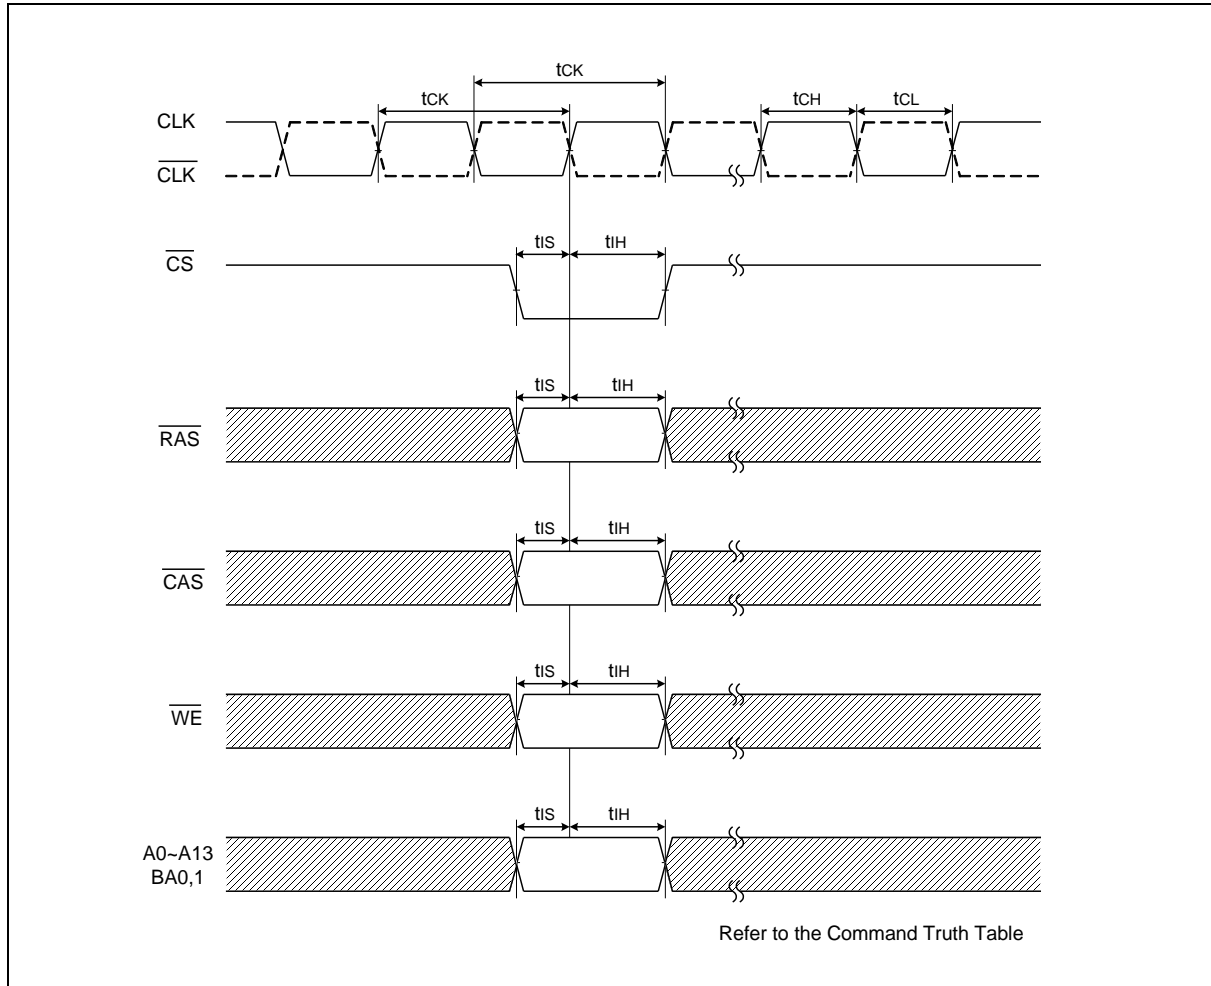 tCK
tCK tCH tCL
CLK
CLK
tIS tIH
CS
tIS tIH
RAS
tIS tIH
CAS
tIS tIH
WE
tIS tIH
A0~A13
BA0,1
Refer to the Command Truth Table